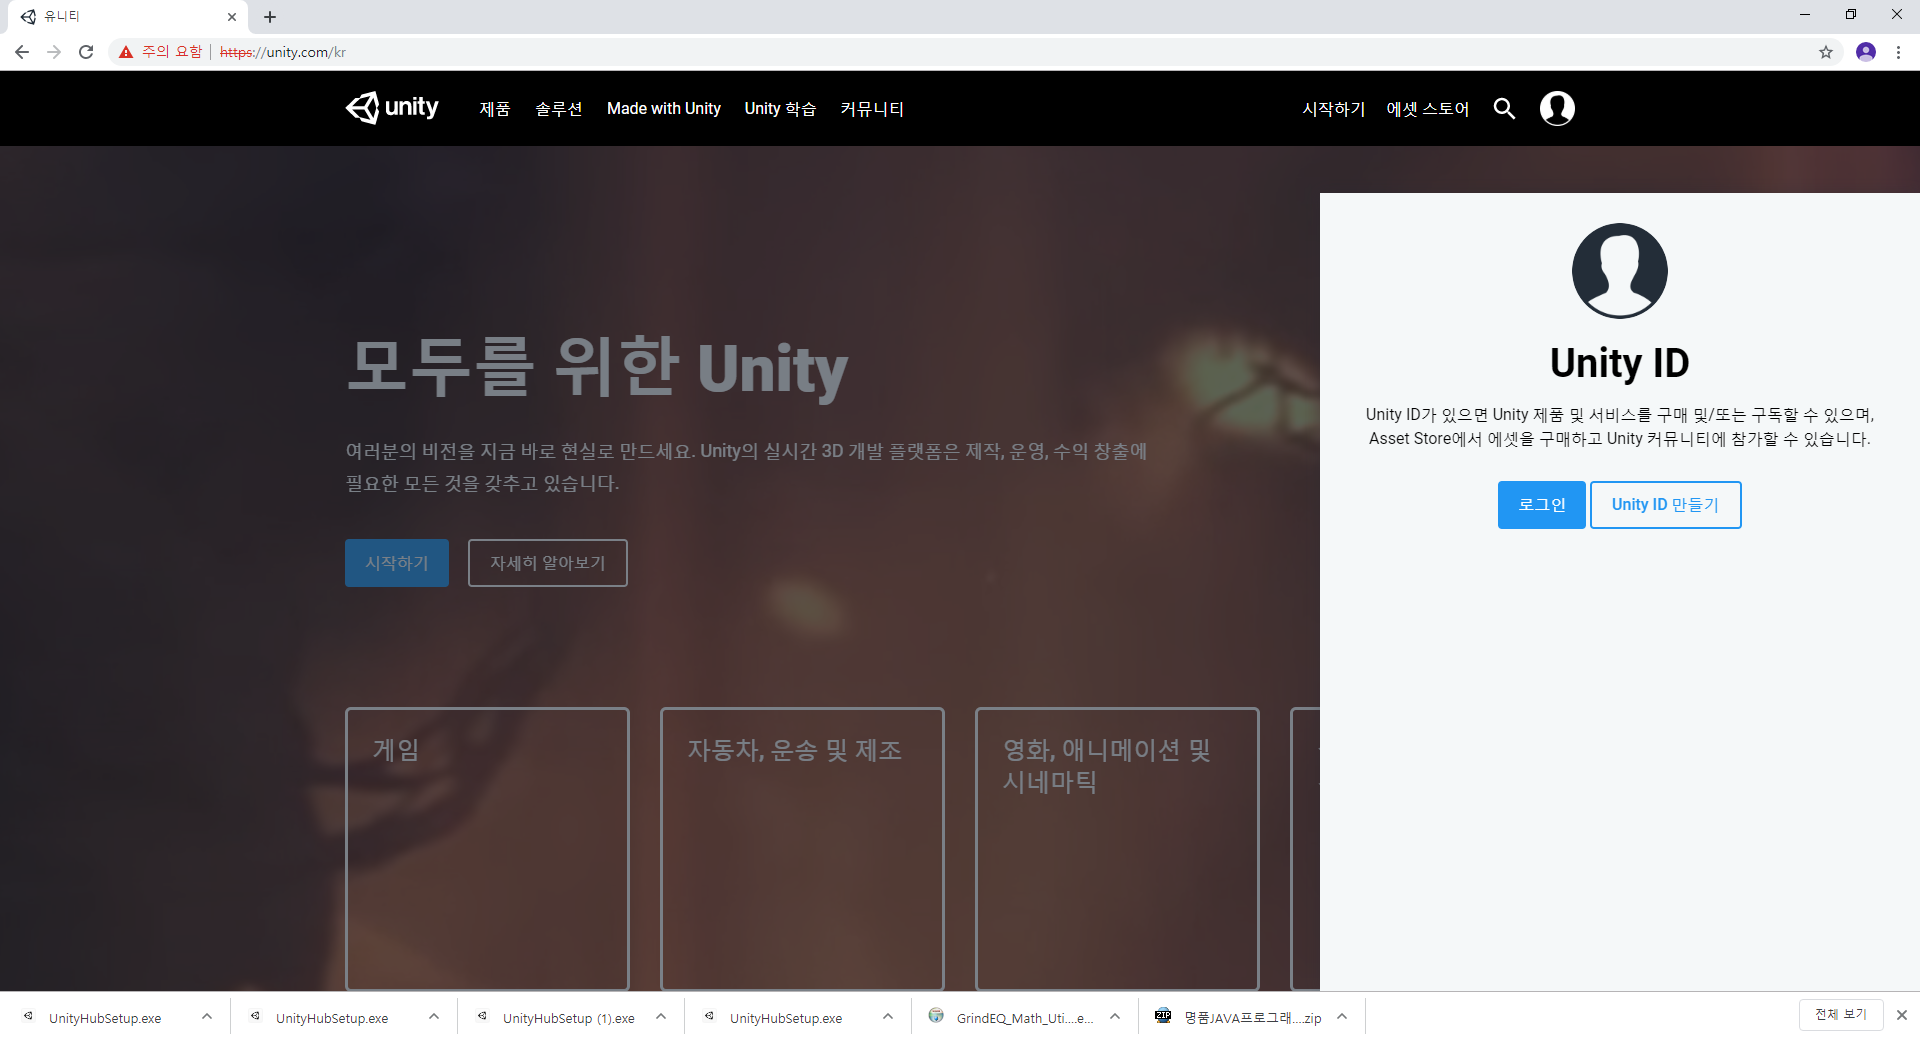 유니티
주의 요함 https://unity.com/kr
unity 제품 솔루션 Made with Unity Unity 학습 커뮤니티 시작하기 에셋 스토어
모두를 위한 Unity
여러분의 비전을 지금 바로 현실로 만드세요. Unity의 실시간 3D 개발 플랫폼은 제작, 운영, 수익 창출에
필요한 모든 것을 갖추고 있습니다.
시작하기 자세히 알아보기
게임
자동차, 운송 및 제조
영화, 애니메이션 및
시네마틱
Unity ID
Unity ID가 있으면 Unity 제품 및 서비스를 구매 및/또는 구독할 수 있으며,
Asset Store에서 에셋을 구매하고 Unity 커뮤니티에 참가할 수 있습니다.
로그인 Unity ID 만들기
UnityHubSetup.exe UnityHubSetup.exe UnityHubSetup (1).exe UnityHubSetup.exe GrindEQ_Math_Uti....e... ZIP 명품JAVA프로그래....zip 전체 보기